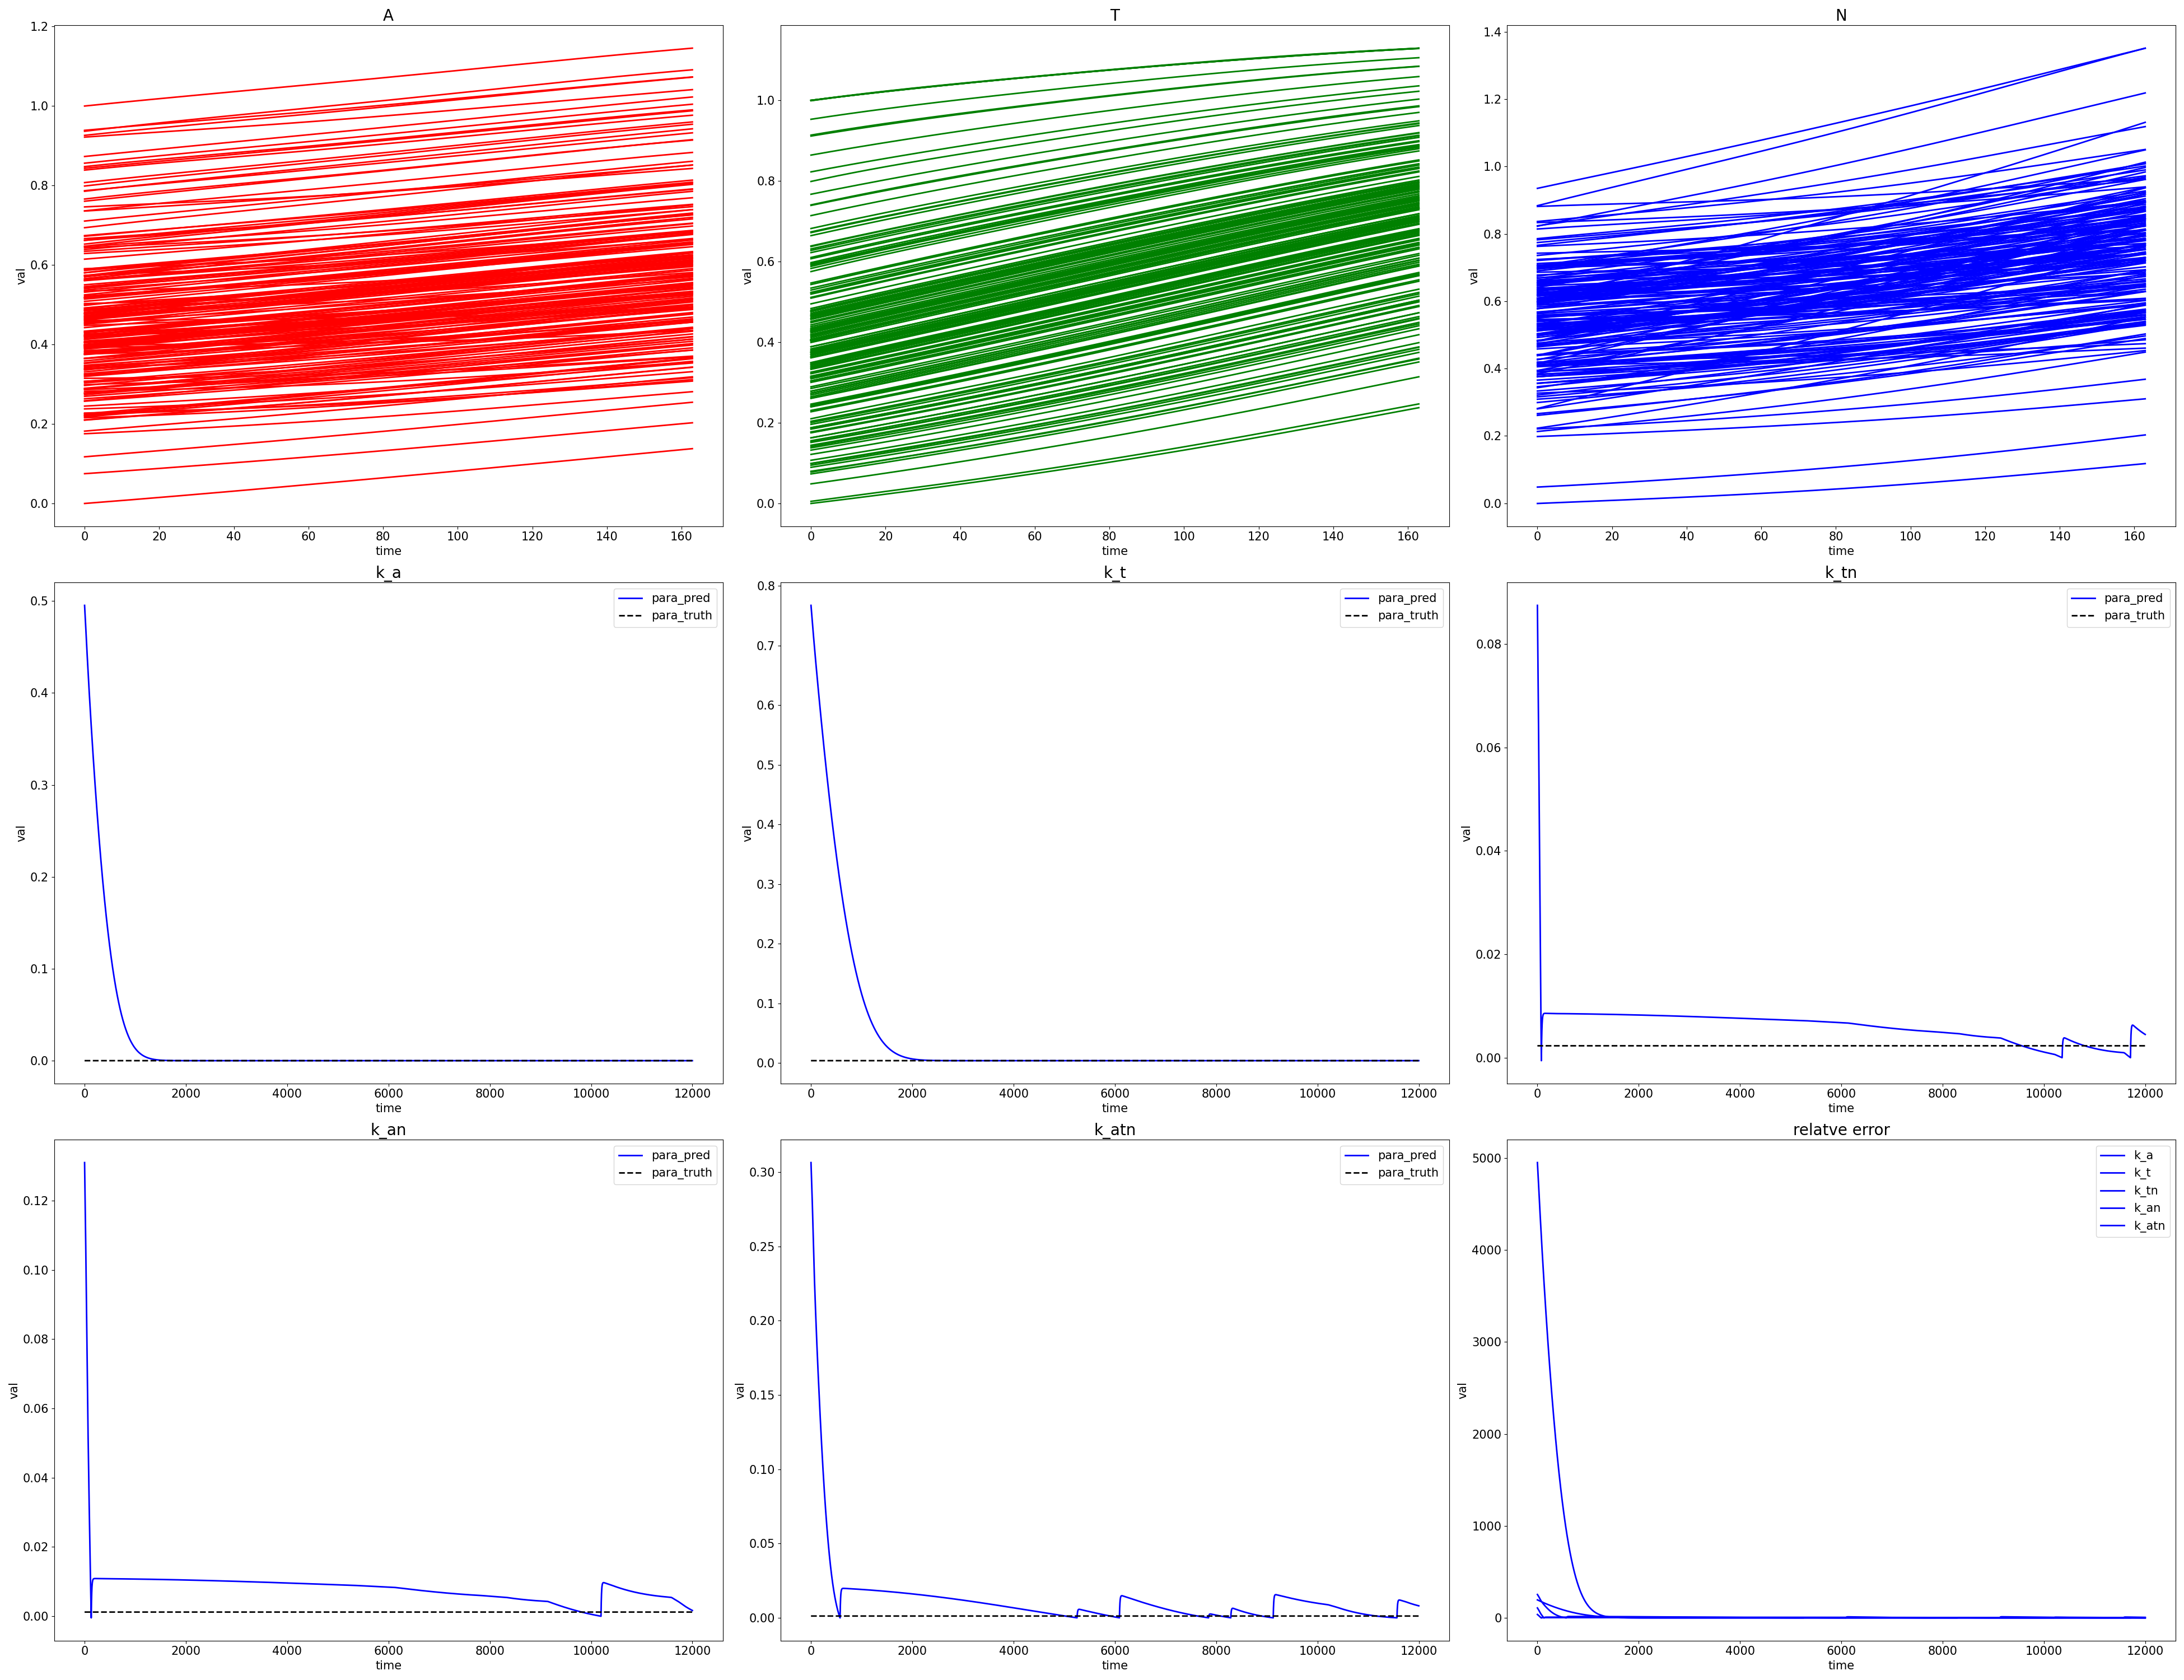 A
T
N
1.2
1.0
0.8
0.6
0.4
0.2
0.0
val
0 20 40 60 80 100 120 140 160
time
1.0
0.8
0.6
0.4
0.2
0.0
val
0 20 40 60 80 100 120 140 160
time
1.4
1.2
1.0
0.8
0.6
0.4
0.2
0.0
val
0 20 40 60 80 100 120 140 160
time
k_a
para_pred
para_truth
0.5
0.4
0.3
0.2
0.1
0.0
val
0 2000 4000 6000 8000 10000 12000
time
k_t
para_pred
para_truth
0.8
0.7
0.6
0.5
0.4
0.3
0.2
0.1
0.0
val
0 2000 4000 6000 8000 10000 12000
time
k_tn
para_pred
para_truth
0.08
0.06
0.04
0.02
0.00
val
0 2000 4000 6000 8000 10000 12000
time
k_an
para_pred
para_truth
0.12
0.10
0.08
0.06
0.04
0.02
0.00
val
0 2000 4000 6000 8000 10000 12000
time
k_atn
para_pred
para_truth
0.30
0.25
0.20
0.15
0.10
0.05
0.00
val
0 2000 4000 6000 8000 10000 12000
time
relatve error
k_a
k_t
k_tn
k_an
k_atn
5000
4000
3000
2000
1000
0
val
0 2000 4000 6000 8000 10000 12000
time